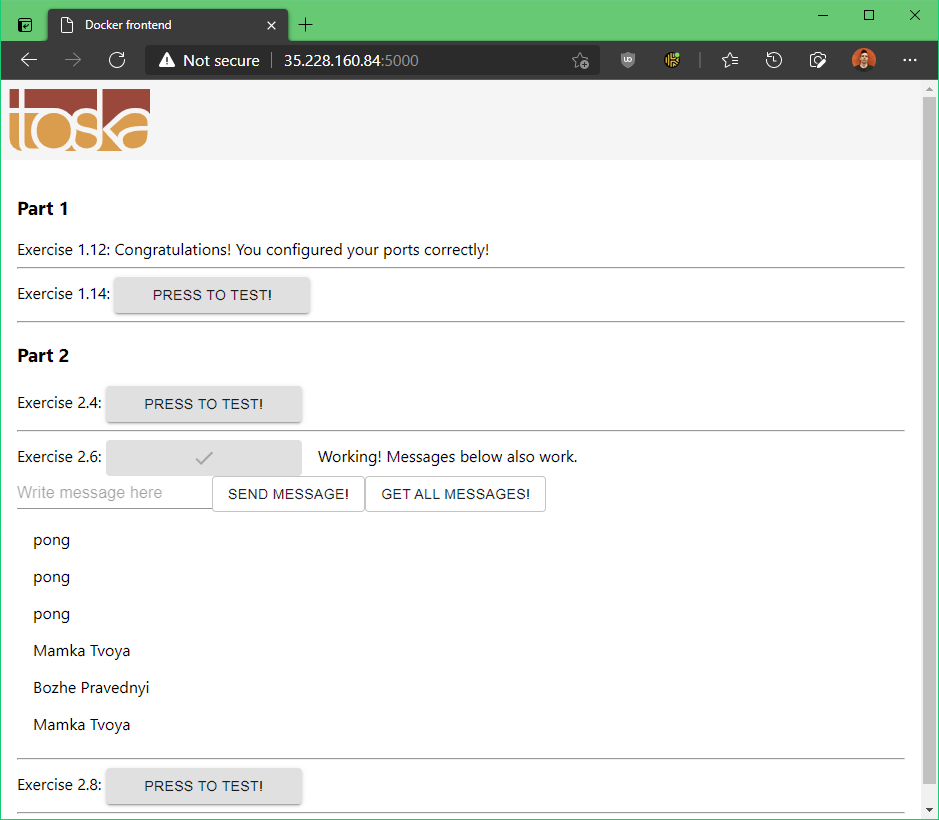 Docker frontend
Not secure 35.228.160.84:5000
toska
Part 1
Exercise 1.12: Congratulations! You configured your ports correctly!
Exercise 1.14: PRESS TO TEST!
Part 2
Exercise 2.4: PRESS TO TEST!
Exercise 2.6: Working! Messages below also work.
Write message here SEND MESSAGE! GET ALL MESSAGES!
pong
pong
pong
Mamka Tvoya
Bozhe Pravednyi
Mamka Tvoya
Exercise 2.8: PRESS TO TEST!